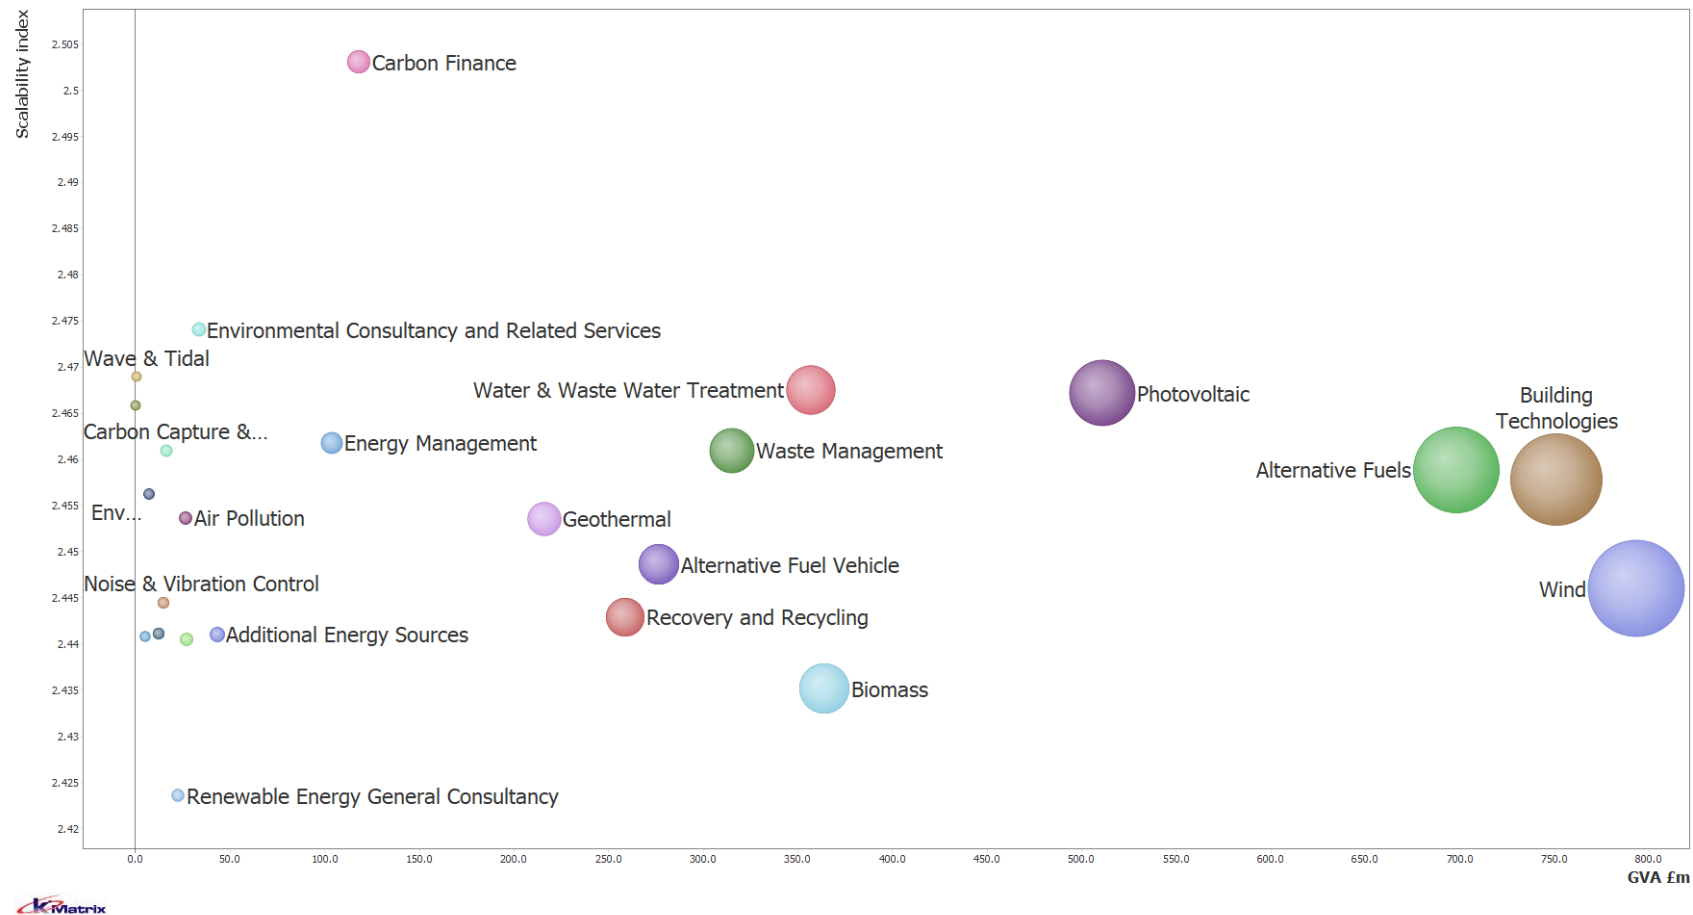 Scalability index
2.505
Carbon Finance
2.5
2.495
2.49
2.485
2.48
2.475
Environmental Consultancy and Related Services
2.47
Wave & Tidal
Water & Waste Water Treatment
Photovoltaic
Building
Technologies
2.465
Carbon Capture &...
Energy Management
Waste Management
2.46
Alternative Fuels
2.455
Env...
Air Pollution
Geothermal
2.45
Alternative Fuel Vehicle
Noise & Vibration Control
Wind
2.445
Recovery and Recycling
2.44
Additional Energy Sources
2.435
Biomass
2.43
2.425
Renewable Energy General Consultancy
2.42
0.0 50.0 100.0 150.0 200.0 250.0 300.0 350.0 400.0 450.0 500.0 550.0 600.0 650.0 700.0 750.0 800.0
GVA £m
kMatrix